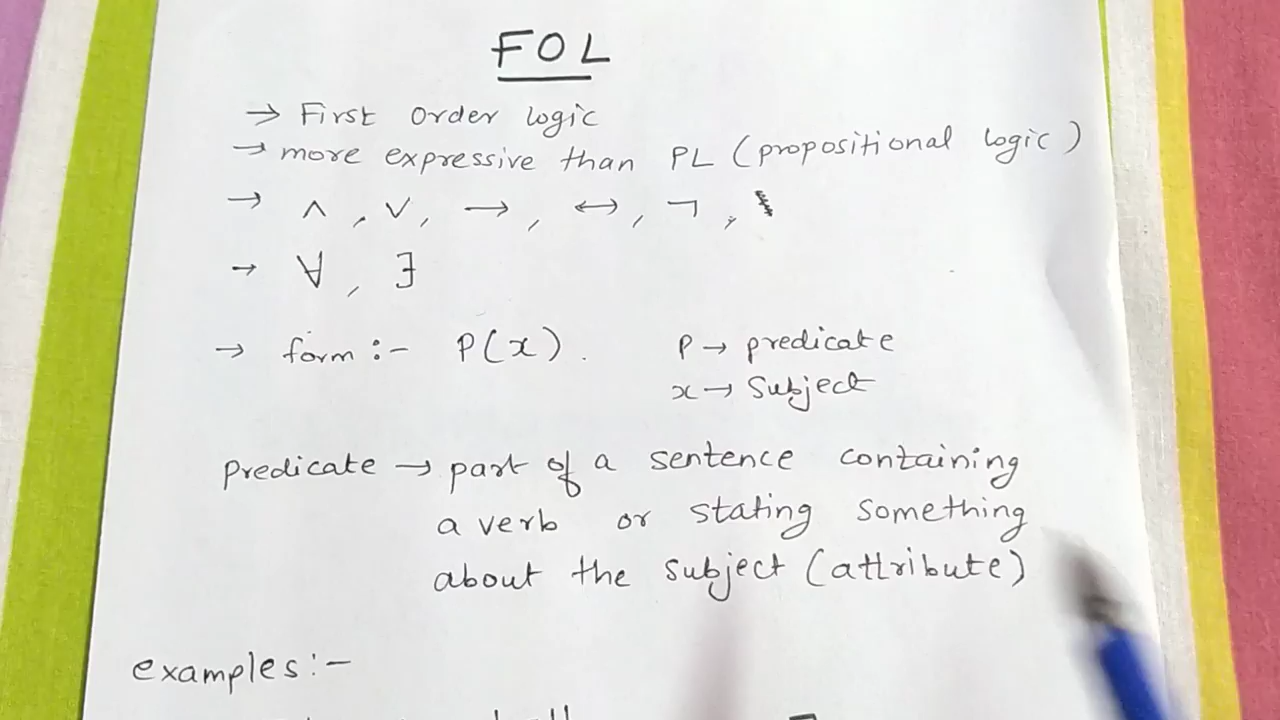 FOL
→ First Order logic
→ more expressive than PL (propositional logic)
→ ∧, ∨, →, ↔, ¬,
→ ∀, ∃
→ form :- P(x). P → predicate
x → Subject
predicate → part of a sentence containing
a verb or stating something
about the subject (attribute)
examples :-